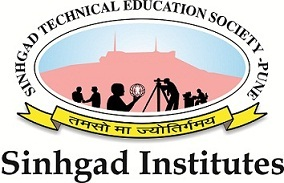 SINHGAD TECHNICAL EDUCATION SOCIETY - PUNE
तमसो मा ज्योतिर्गमय
Sinhgad Institutes